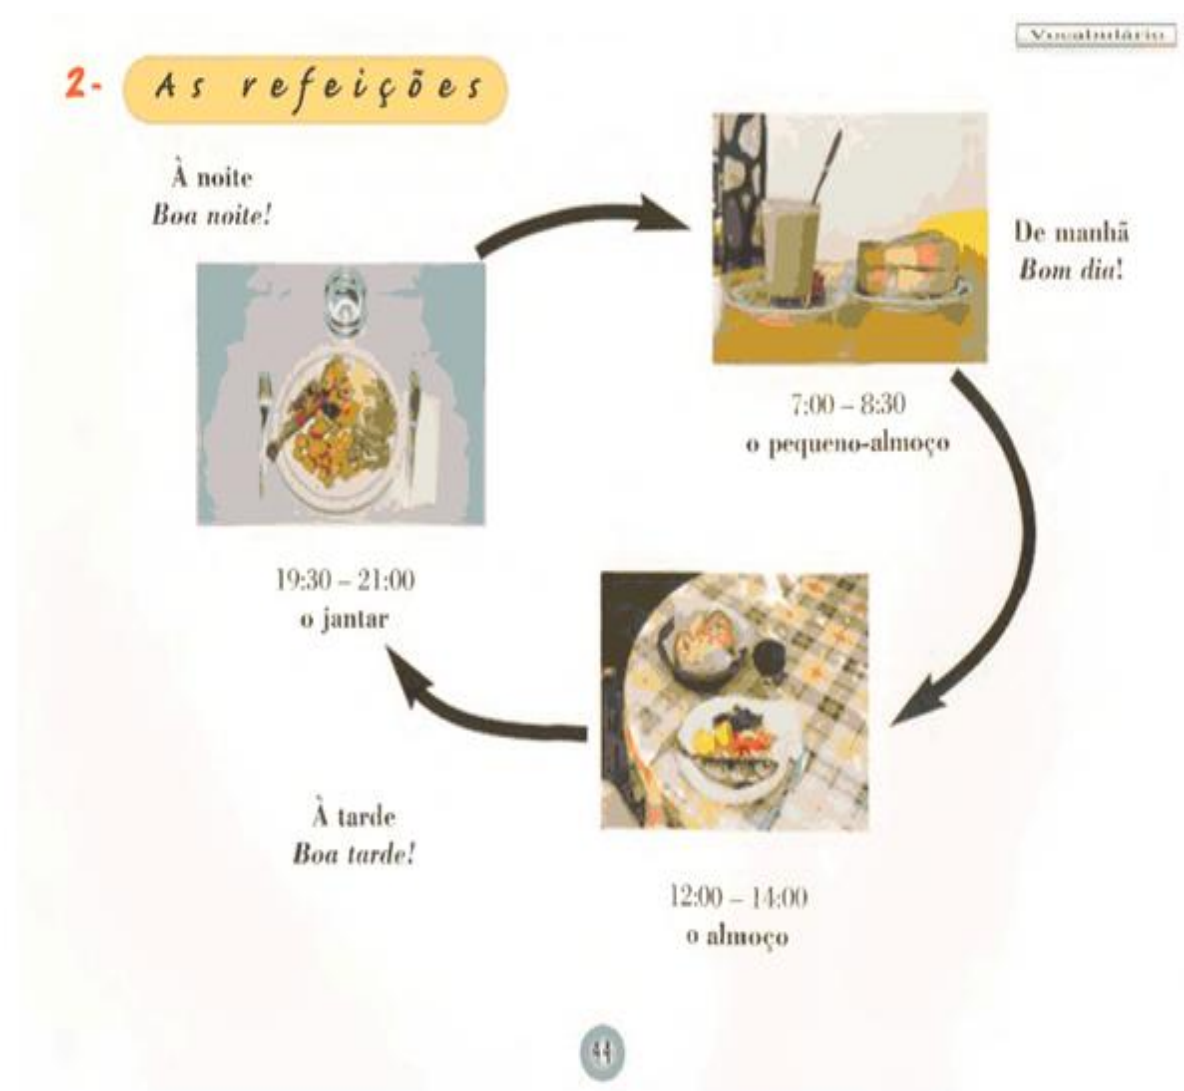 Vocabulário
2- As refeições
À noite
Boa noite!
De manhã
Bom dia!
7:00 – 8:30
o pequeno-almoço
19:30 – 21:00
o jantar
À tarde
Boa tarde!
12:00 – 14:00
o almoço
44